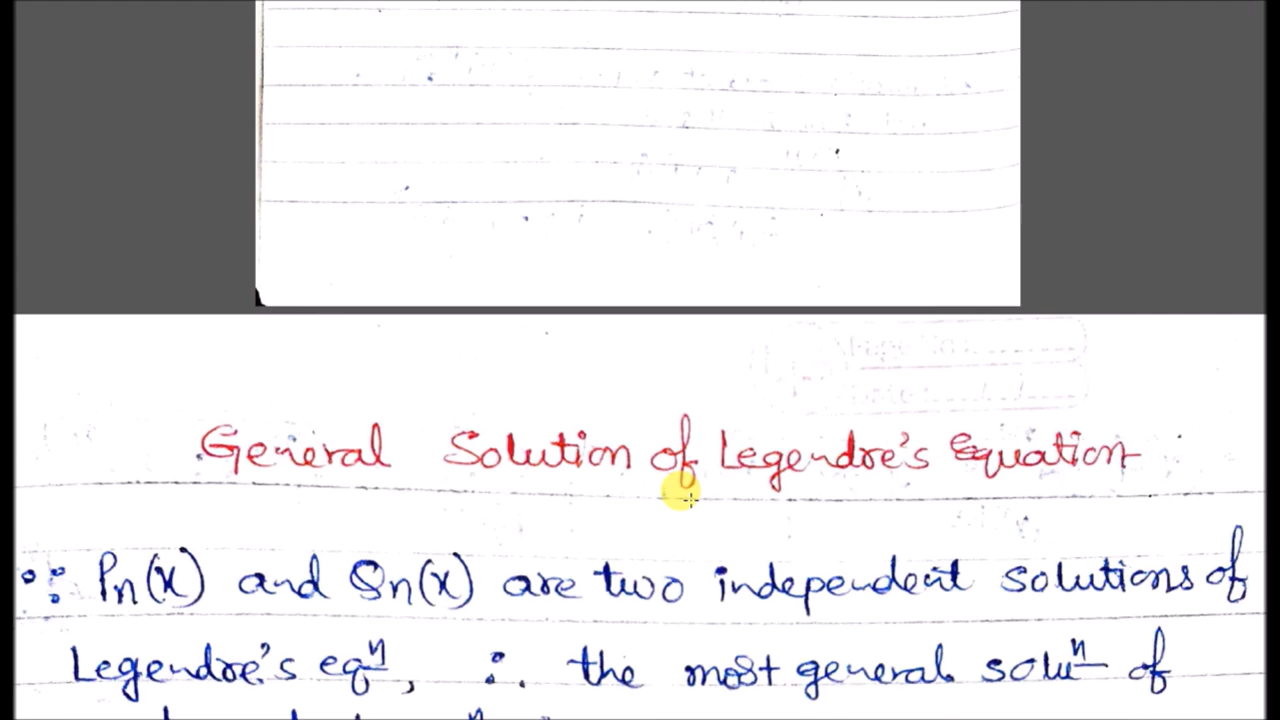 General Solution of Legendre's Equation
∵ Pn(x) and Qn(x) are two independent solutions of
Legendre's eqⁿ, ∴ the most general soluⁿ of